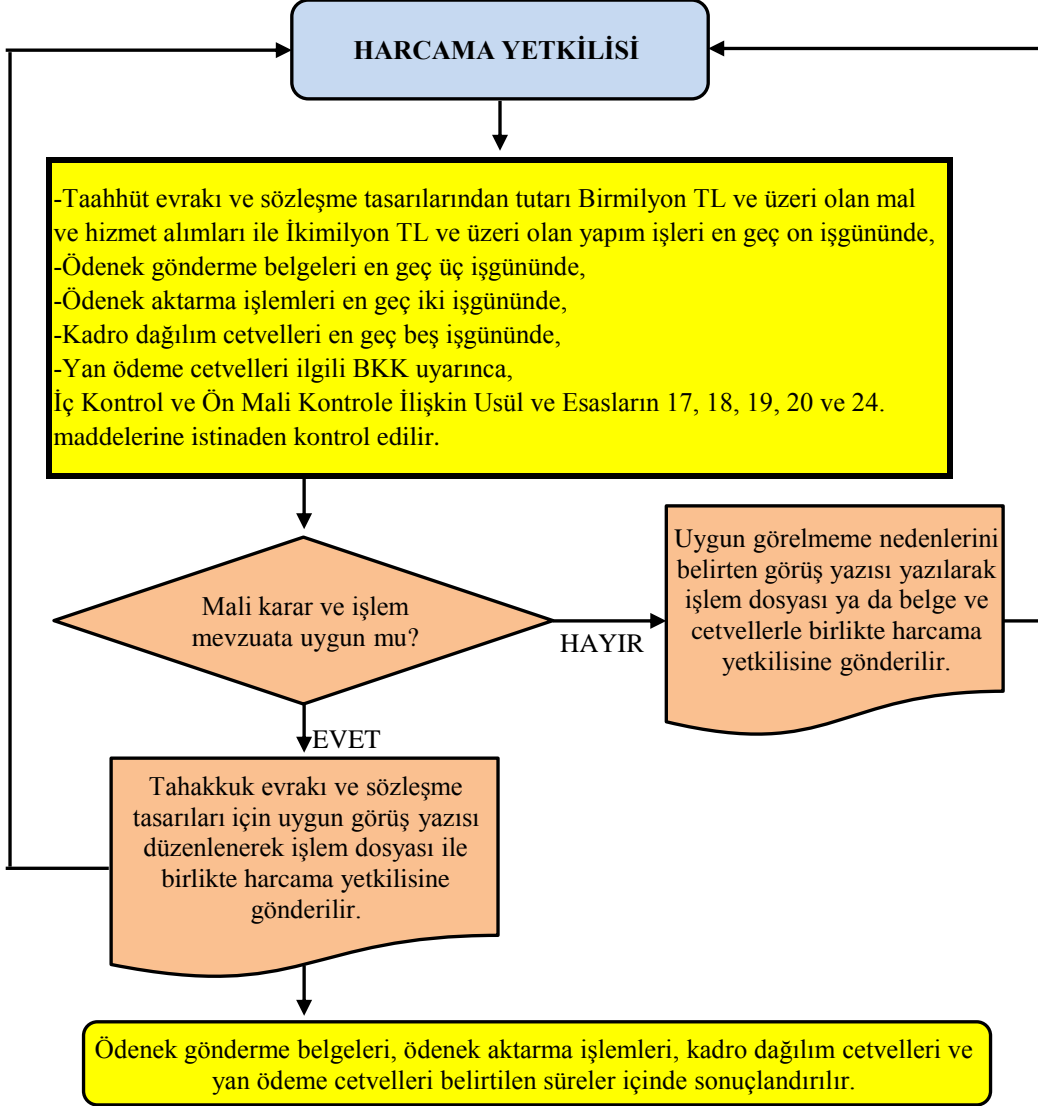 HARCAMA YETKİLİSİ
-Taahhüt evrakı ve sözleşme tasarılarından tutarı Birmilyon TL ve üzeri olan mal
ve hizmet alımları ile İkimilyon TL ve üzeri olan yapım işleri en geç on işgününde,
-Ödenek gönderme belgeleri en geç üç işgününde,
-Ödenek aktarma işlemleri en geç iki işgününde,
-Kadro dağılım cetvelleri en geç beş işgününde,
-Yan ödeme cetvelleri ilgili BKK uyarınca,
İç Kontrol ve Ön Mali Kontrole İlişkin Usül ve Esasların 17, 18, 19, 20 ve 24.
maddelerine istinaden kontrol edilir.
Mali karar ve işlem
mevzuata uygun mu?
HAYIR
Uygun görelmeme nedenlerini
belirten görüş yazısı yazılarak
işlem dosyası ya da belge ve
cetvellerle birlikte harcama
yetkilisine gönderilir.
EVET
Tahakkuk evrakı ve sözleşme
tasarıları için uygun görüş yazısı
düzenlenerek işlem dosyası ile
birlikte harcama yetkilisine
gönderilir.
Ödenek gönderme belgeleri, ödenek aktarma işlemleri, kadro dağılım cetvelleri ve
yan ödeme cetvelleri belirtilen süreler içinde sonuçlandırılır.